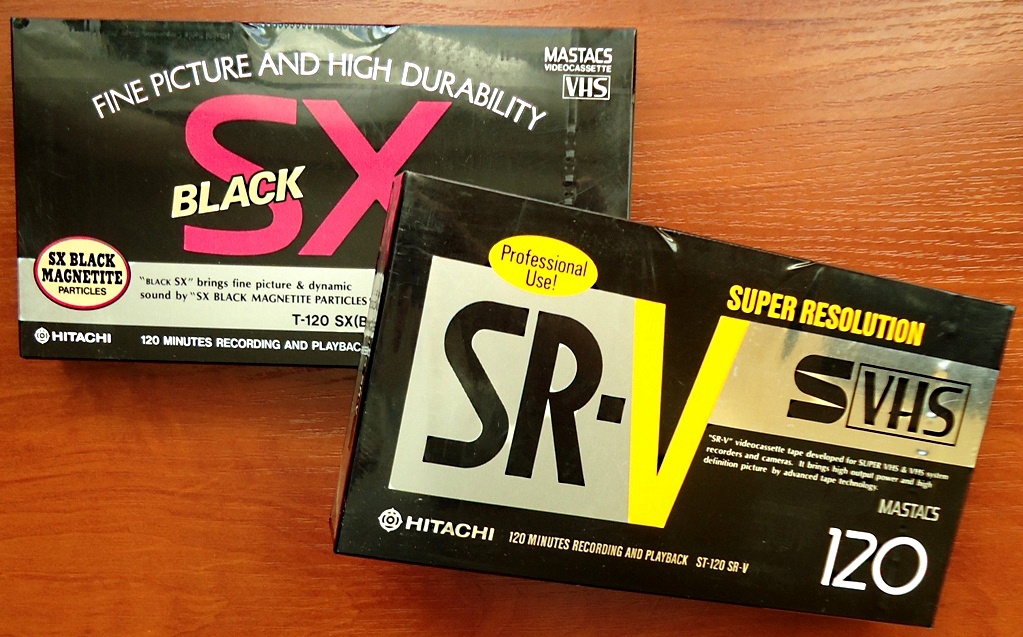 FINE PICTURE AND HIGH DURABILITY
MASTACS
VIDEOCASSETTE
VHS
SX
BLACK
SX BLACK
MAGNETITE
PARTICLES
"BLACK SX" brings fine picture & dynamic
sound by "SX BLACK MAGNETITE PARTICLES
T-120 SX(B
HITACHI
120 MINUTES RECORDING AND PLAYBAC
Professional
Use!
SR-V
SUPER RESOLUTION
S VHS
"SR-V" videocassette tape developed for SUPER VHS & VHS system
recorders and cameras. It brings high output power and high
definition picture by advanced tape technology.
MASTACS
HITACHI
120 MINUTES RECORDING AND PLAYBACK ST-120 SR-V
120